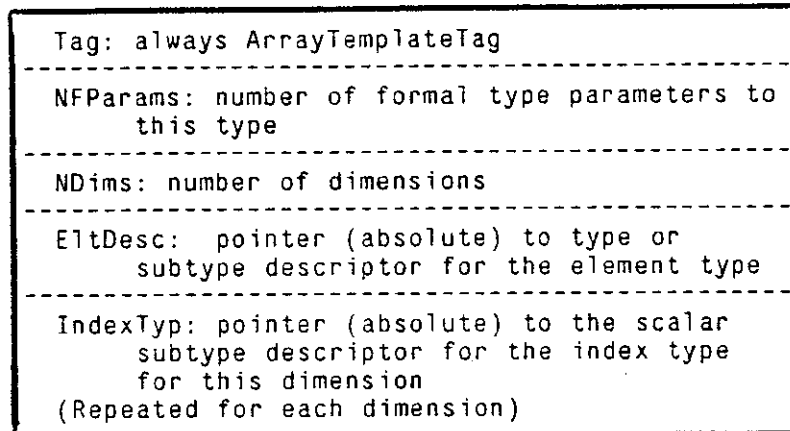 Tag: always ArrayTemplateTag
NFParams: number of formal type parameters to
this type
NDims: number of dimensions
EltDesc: pointer (absolute) to type or
subtype descriptor for the element type
IndexTyp: pointer (absolute) to the scalar
subtype descriptor for the index type
for this dimension
(Repeated for each dimension)